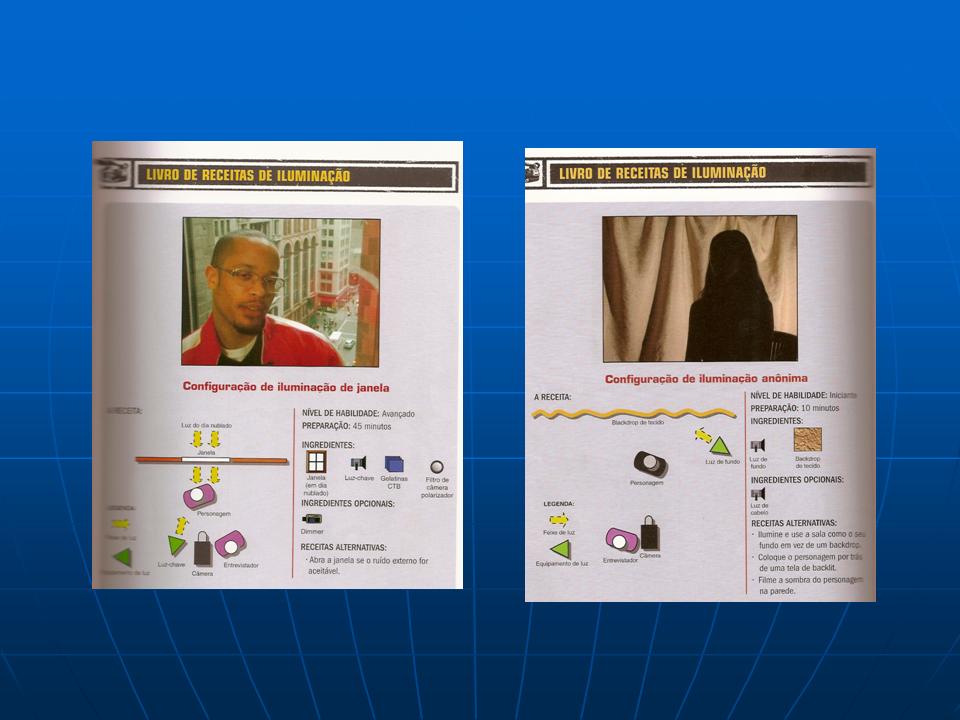 LIVRO DE RECEITAS DE ILUMINAÇÃO
Configuração de iluminação de janela
A RECEITA:
Luz do dia nublado
Janela
Personagem
LEGENDA:
Feixe de luz
Equipamento de luz
Luz-chave
Câmera
Entrevistador
NÍVEL DE HABILIDADE: Avançado
PREPARAÇÃO: 45 minutos
INGREDIENTES:
Janela
(em dia
nublado)
Luz-chave
Gelatinas
CTB
Filtro de
câmera
polarizador
INGREDIENTES OPCIONAIS:
Dimmer
RECEITAS ALTERNATIVAS:
· Abra a janela se o ruído externo for
aceitável.
LIVRO DE RECEITAS DE ILUMINAÇÃO
Configuração de iluminação anônima
A RECEITA:
Blackdrop de tecido
Luz de fundo
Personagem
LEGENDA:
Feixe de luz
Equipamento de luz
Entrevistador
Câmera
NÍVEL DE HABILIDADE: Iniciante
PREPARAÇÃO: 10 minutos
INGREDIENTES:
Luz de
fundo
Backdrop
de tecido
INGREDIENTES OPCIONAIS:
Luz de
cabelo
RECEITAS ALTERNATIVAS:
· Ilumine e use a sala como o seu
fundo em vez de um backdrop.
· Coloque o personagem por trás
de uma tela de backlit.
· Filme a sombra do personagem
na parede.